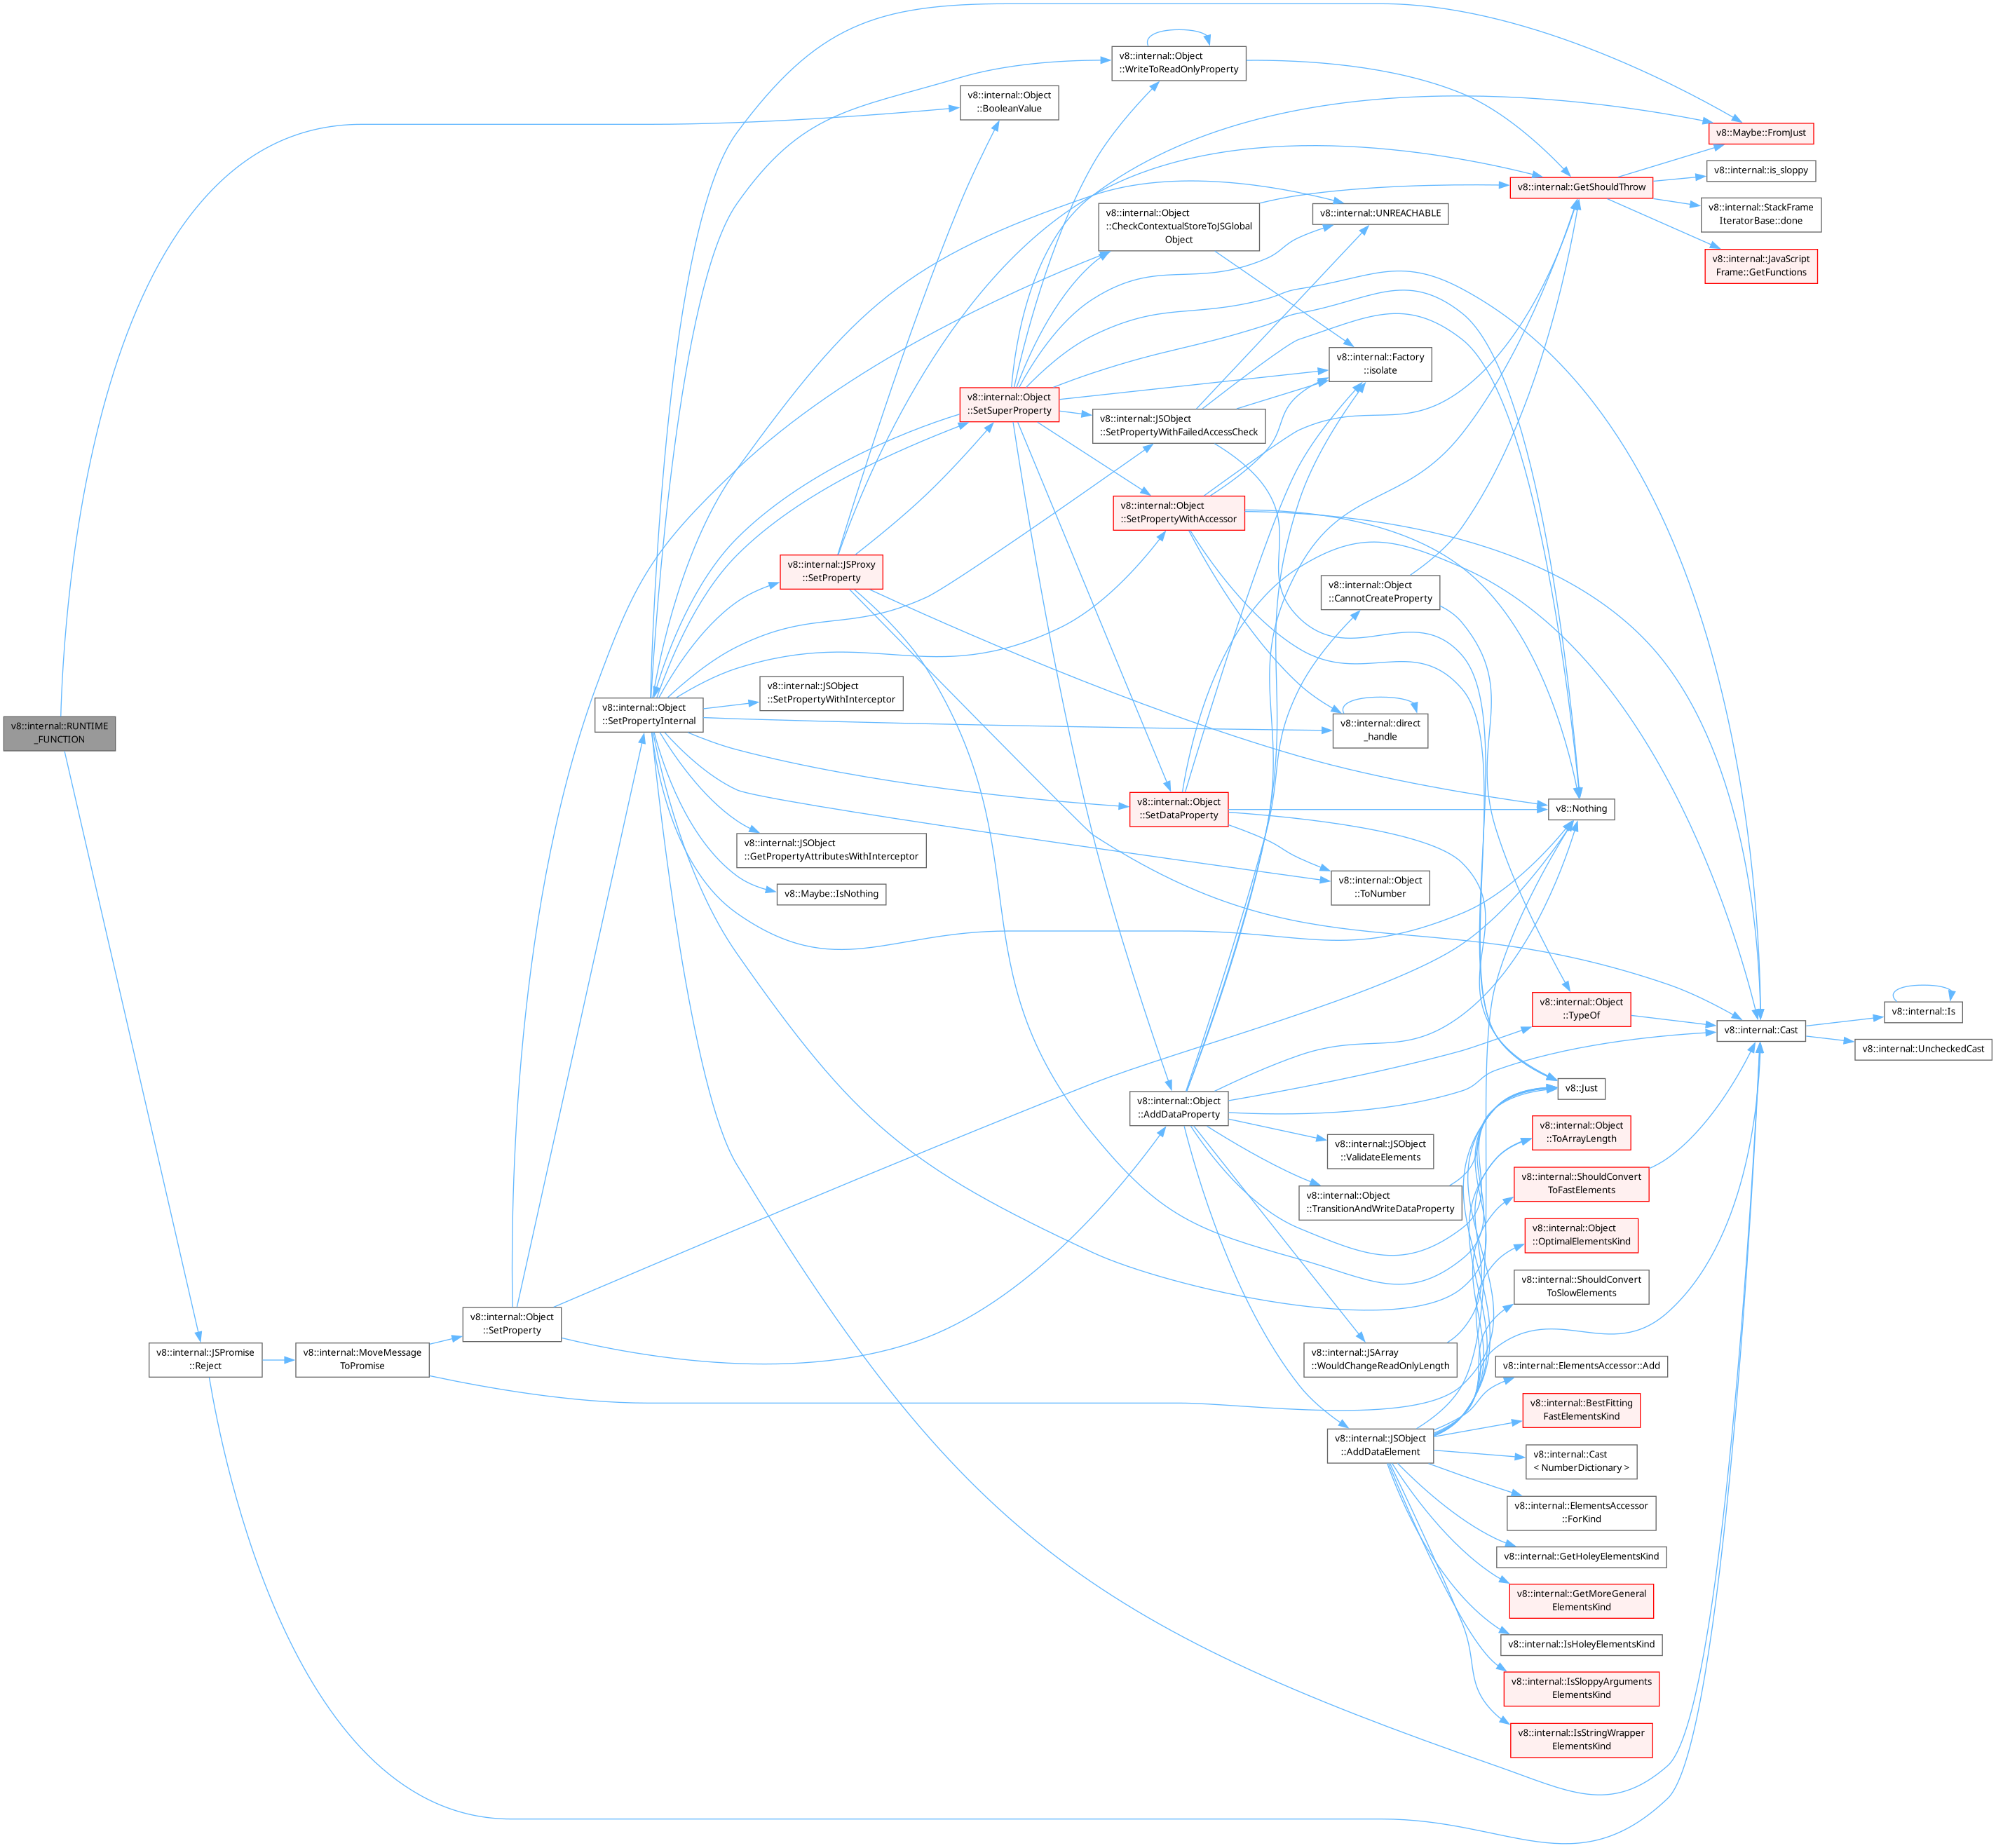 v8::internal::RUNTIME
_FUNCTION
v8::internal::JSPromise
::Reject
v8::internal::MoveMessage
ToPromise
v8::internal::Object
::SetProperty
v8::internal::Object
::SetPropertyInternal
v8::internal::JSProxy
::SetProperty
v8::internal::JSObject
::SetPropertyWithInterceptor
v8::internal::JSObject
::GetPropertyAttributesWithInterceptor
v8::Maybe::IsNothing
v8::internal::Object
::BooleanValue
v8::internal::Object
::SetSuperProperty
v8::internal::Object
::WriteToReadOnlyProperty
v8::internal::Object
::CheckContextualStoreToJSGlobal
Object
v8::internal::JSObject
::SetPropertyWithFailedAccessCheck
v8::internal::Object
::SetPropertyWithAccessor
v8::internal::Object
::SetDataProperty
v8::internal::Object
::AddDataProperty
v8::internal::UNREACHABLE
v8::internal::Factory
::isolate
v8::internal::Object
::CannotCreateProperty
v8::internal::direct
_handle
v8::internal::Object
::ToNumber
v8::internal::JSObject
::ValidateElements
v8::internal::Object
::TransitionAndWriteDataProperty
v8::internal::JSArray
::WouldChangeReadOnlyLength
v8::internal::JSObject
::AddDataElement
v8::internal::GetShouldThrow
v8::Nothing
v8::internal::Object
::TypeOf
v8::Just
v8::internal::Object
::ToArrayLength
v8::internal::ShouldConvert
ToFastElements
v8::internal::Object
::OptimalElementsKind
v8::internal::ShouldConvert
ToSlowElements
v8::internal::ElementsAccessor::Add
v8::internal::BestFitting
FastElementsKind
v8::internal::Cast
< NumberDictionary >
v8::internal::ElementsAccessor
::ForKind
v8::internal::GetHoleyElementsKind
v8::internal::GetMoreGeneral
ElementsKind
v8::internal::IsHoleyElementsKind
v8::internal::IsSloppyArguments
ElementsKind
v8::internal::IsStringWrapper
ElementsKind
v8::Maybe::FromJust
v8::internal::is_sloppy
v8::internal::StackFrame
IteratorBase::done
v8::internal::JavaScript
Frame::GetFunctions
v8::internal::Cast
v8::internal::Is
v8::internal::UncheckedCast